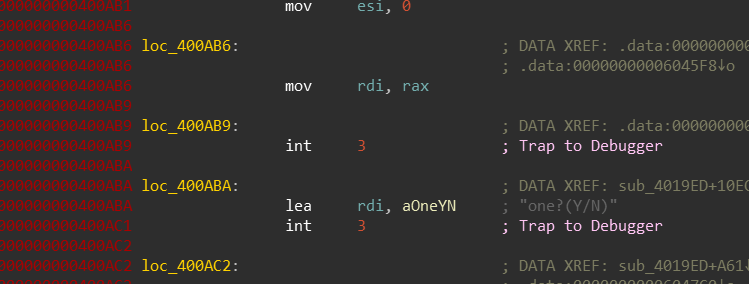 0000000000400AB1 mov esi, 0
0000000000400AB6
0000000000400AB6 loc_400AB6: ; DATA XREF: .data:000000000
0000000000400AB6 ; .data:00000000006045F8↓o
0000000000400AB6 mov rdi, rax
0000000000400AB9
0000000000400AB9 loc_400AB9: ; DATA XREF: .data:000000000
0000000000400AB9 int 3 ; Trap to Debugger
0000000000400ABA
0000000000400ABA loc_400ABA: ; DATA XREF: sub_4019ED+10EC
0000000000400ABA lea rdi, aOneYN ; "one?(Y/N)"
0000000000400AC1 int 3 ; Trap to Debugger
0000000000400AC2
0000000000400AC2 loc_400AC2: ; DATA XREF: sub_4019ED+A61↓